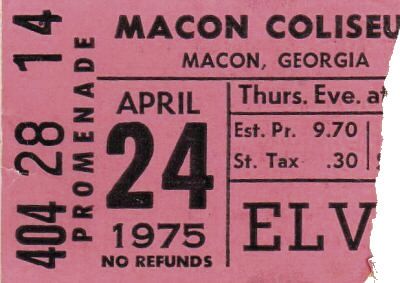 404 28 14
PROMENADE
MACON COLISEU
MACON, GEORGIA
APRIL
24
1975
NO REFUNDS
Thurs. Eve. at
Est. Pr. 9.70
St. Tax .30
ELV